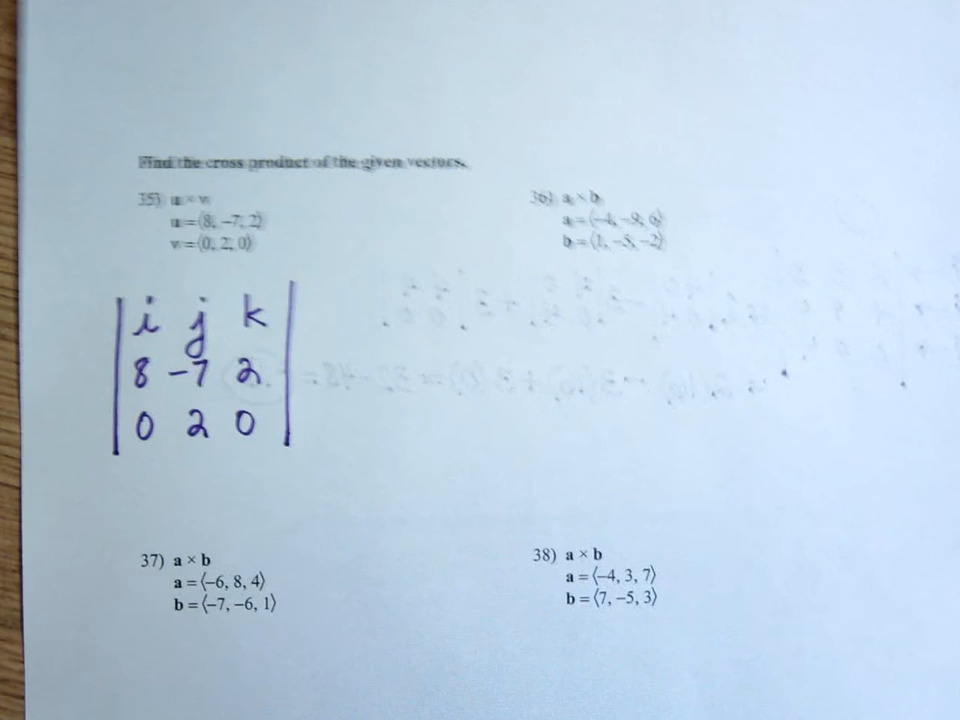 Find the cross product of the given vectors.
35) u × v
u = ⟨8, −7, 2⟩
v = ⟨0, 2, 0⟩
36) a × b
a = ⟨−4, −9, 6⟩
b = ⟨1, −8, −2⟩
i j k
8 −7 2
0 2 0
37) a × b
a = ⟨−6, 8, 4⟩
b = ⟨−7, −6, 1⟩
38) a × b
a = ⟨−4, 3, 7⟩
b = ⟨7, −5, 3⟩